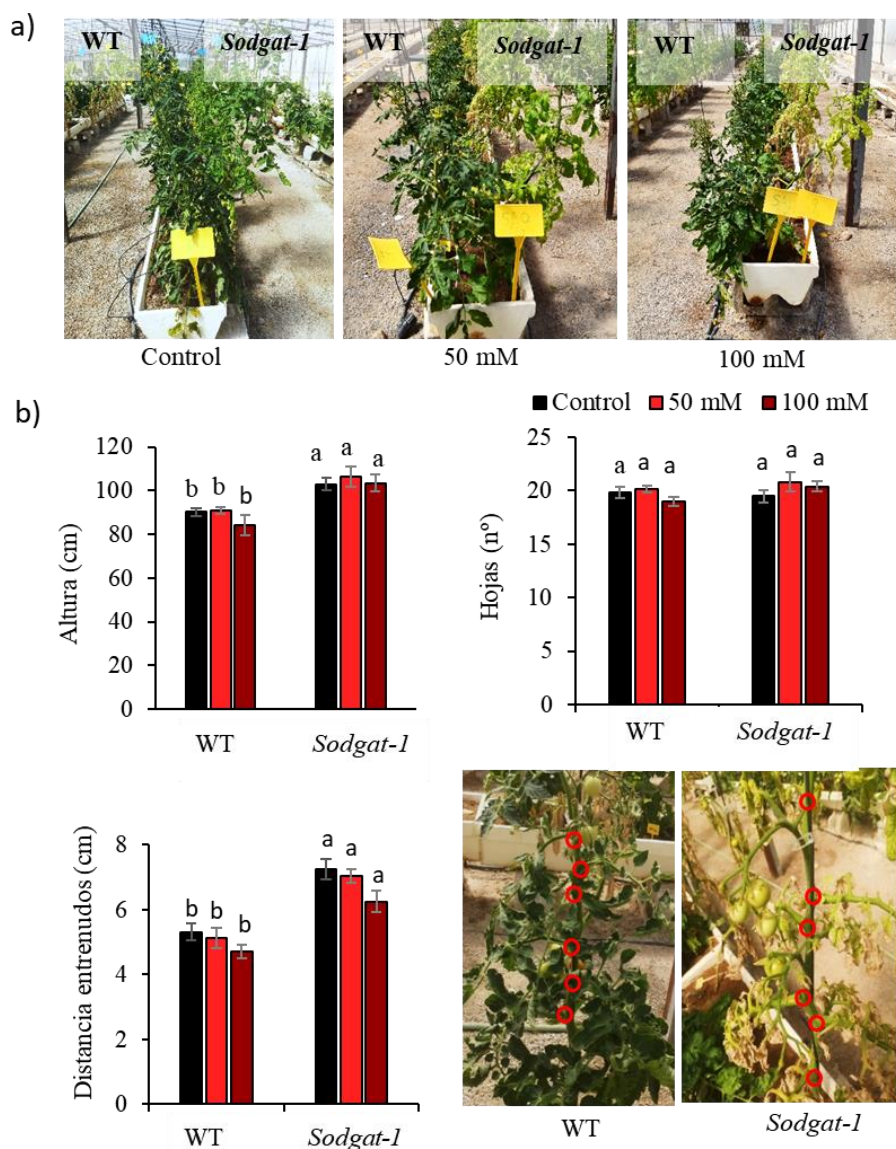 a)
WT Sodgat-1
WT Sodgat-1
WT Sodgat-1
Control
50 mM
100 mM
b)
Control 50 mM 100 mM
Altura (cm)
120
100
80
60
40
20
0
b b b
a a a
WT Sodgat-1
Hojas (nº)
25
20
15
10
5
0
a a a
a a a
WT Sodgat-1
Distancia entrenudos (cm)
8
6
4
2
0
b b b
a a a
WT Sodgat-1
WT
Sodgat-1